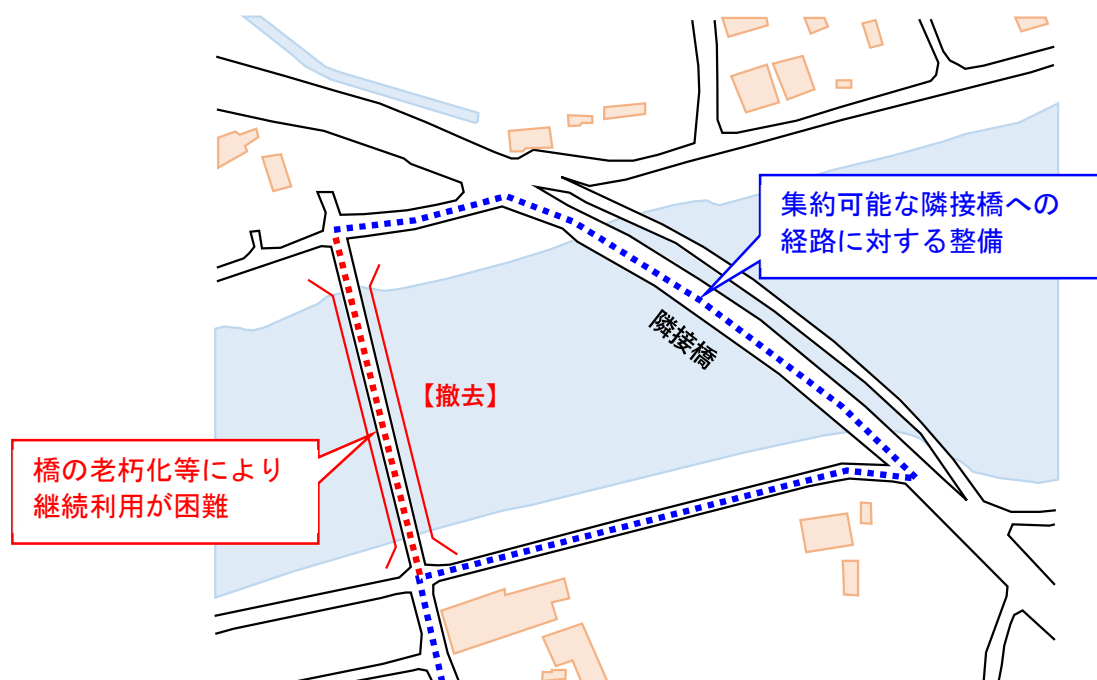 集約可能な隣接橋への
経路に対する整備
隣接橋
【撤去】
橋の老朽化等により
継続利用が困難